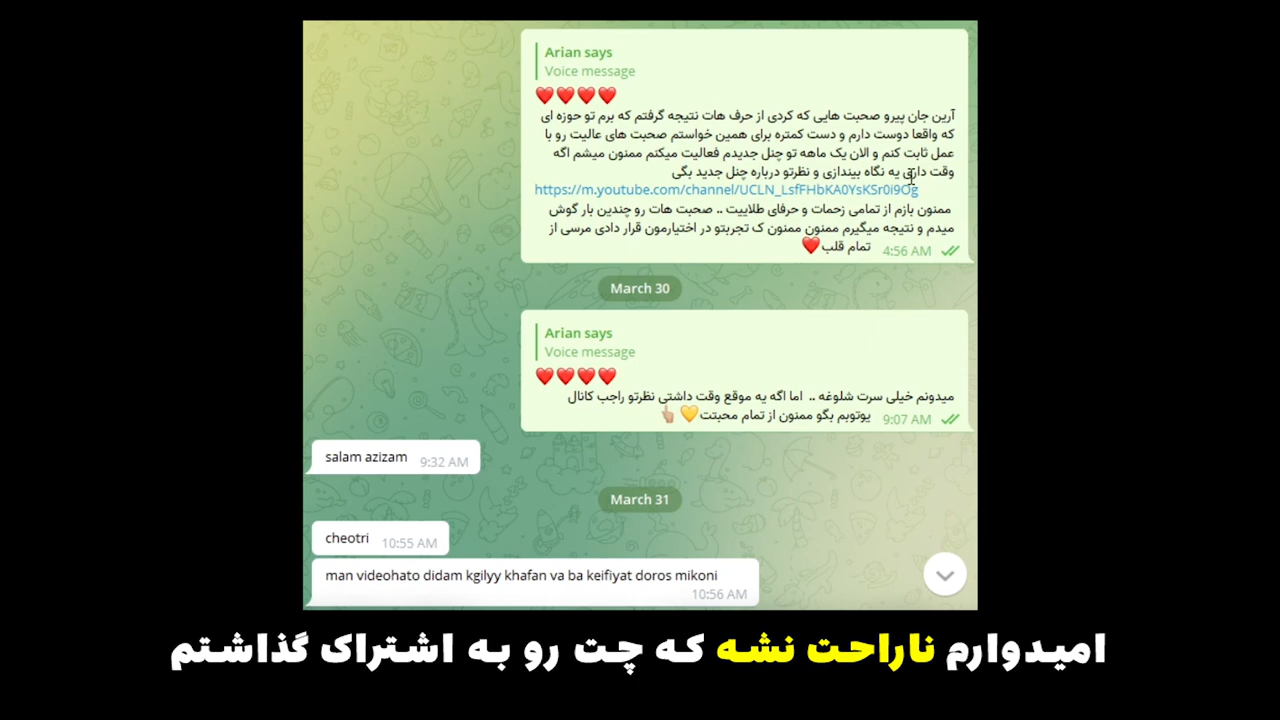 Arian says
Voice message
❤️❤️❤️❤️
آرین جان پیرو صحبت هایی که کردی از حرف هات نتیجه گرفتم که برم تو حوزه ای
که واقعا دوست دارم و دست کمتره برای همین خواستم صحبت های عالیت رو با
عمل ثابت کنم و الان یک ماهه تو چنل جدیدم فعالیت میکنم ممنون میشم اگه
وقت داری یه نگاه بیندازی و نظرتو درباره چنل جدید بگی
https://m.youtube.com/channel/UCLN_LsfFHbKA0YsKSr0i9Og
ممنون بازم از تمامی زحمات و حرفای طلاییت .. صحبت هات رو چندین بار گوش
میدم و نتیجه میگیرم ممنون ممنون ک تجربتو در اختیارمون قرار دادی مرسی از
تمام قلب❤️ 4:56 AM
March 30
Arian says
Voice message
❤️❤️❤️❤️
میدونم خیلی سرت شلوغه .. اما اگه یه موقع وقت داشتی نظرتو راجب کانال
یوتوبم بگو ممنون از تمام محبتت💛👆🏼 9:07 AM
salam azizam 9:32 AM
March 31
cheotri 10:55 AM
man videohato didam kgilyy khafan va ba keifiyat doros mikoni
10:56 AM
امیدوارم ناراحت نشه که چت رو به اشتراک گذاشتم